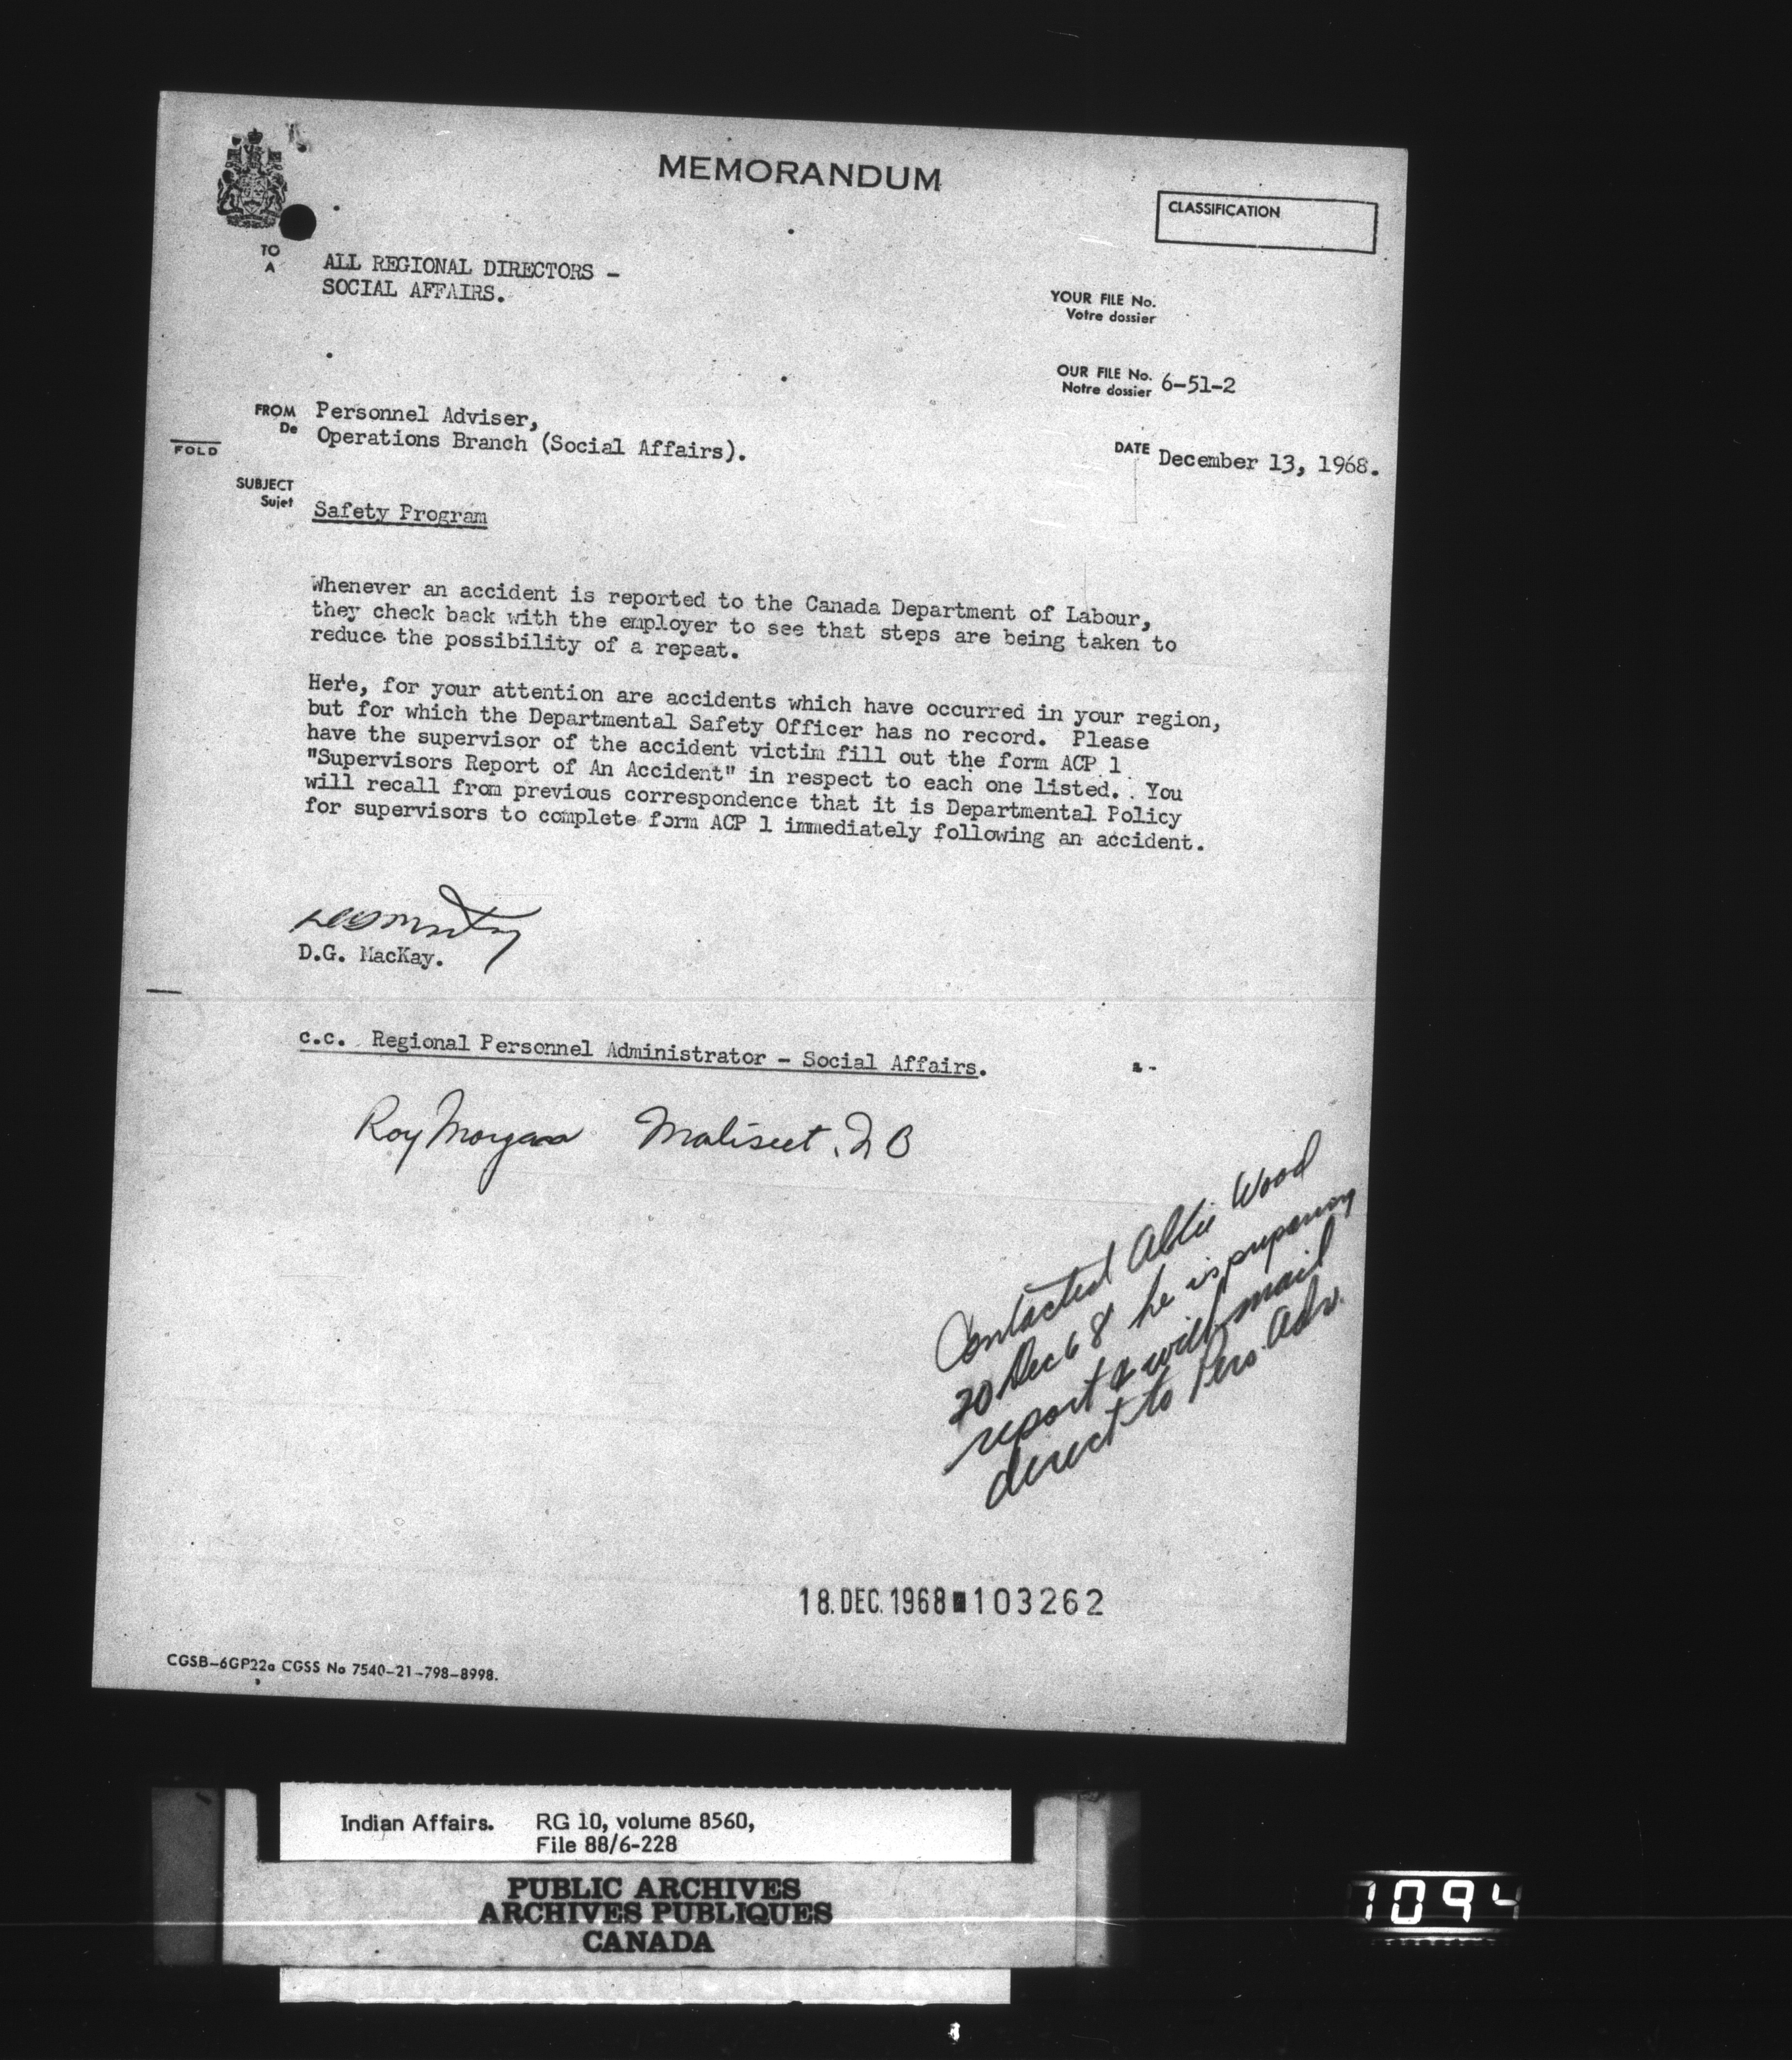 MEMORANDUM
CLASSIFICATION
TO
A
ALL REGIONAL DIRECTORS -
SOCIAL AFFAIRS.
YOUR FILE No.
Votre dossier
OUR FILE No.
Notre dossier 6-51-2
FROM
De
Personnel Adviser,
Operations Branch (Social Affairs).
FOLD
DATE December 13, 1968.
SUBJECT
Sujet
Safety Program
Whenever an accident is reported to the Canada Department of Labour,
they check back with the employer to see that steps are being taken to
reduce the possibility of a repeat.
Here, for your attention are accidents which have occurred in your region,
but for which the Departmental Safety Officer has no record. Please
have the supervisor of the accident victim fill out the form ACP 1
"Supervisors Report of An Accident" in respect to each one listed. You
will recall from previous correspondence that it is Departmental Policy
for supervisors to complete form ACP 1 immediately following an accident.
D.G. MacKay.
c.c. Regional Personnel Administrator - Social Affairs.
Roy Morgan Maliseet. NB
Contacted Wood
Dec 68 he is preparing
report & will mail
direct to Pers. Adv.
18.DEC.1968 103262
CGSB-6GP22a CGSS No 7540-21-798-8998.
Indian Affairs. RG 10, volume 8560,
File 88/6-228
PUBLIC ARCHIVES
ARCHIVES PUBLIQUES
CANADA
1094